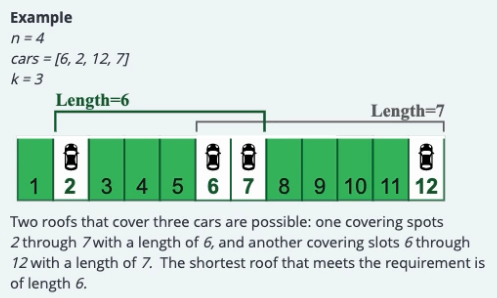 Example
n = 4
cars = [6, 2, 12, 7]
k = 3
Length=6
Length=7
1 2 3 4 5 6 7 8 9 10 11 12
Two roofs that cover three cars are possible: one covering spots
2 through 7 with a length of 6, and another covering slots 6 through
12 with a length of 7. The shortest roof that meets the requirement is
of length 6.